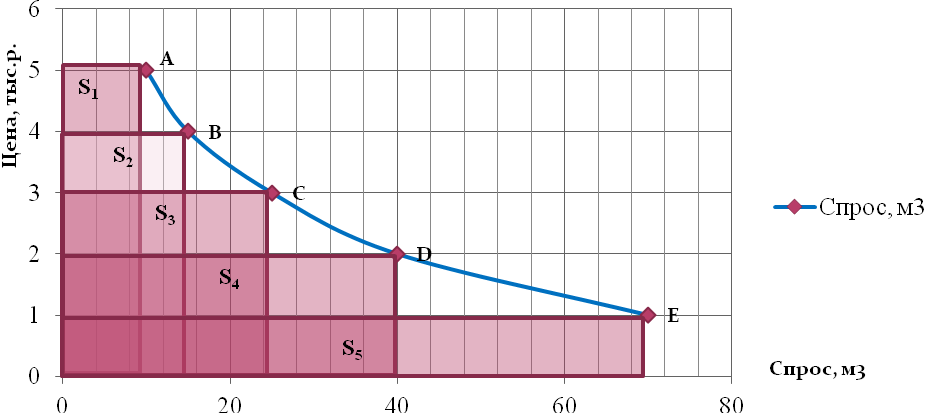 6
5
4
3
2
1
0
Цена, тыс.р.
S1
S2
S3
S4
S5
A
B
C
D
E
0 20 40 60 80
Спрос, м3
Спрос, м3